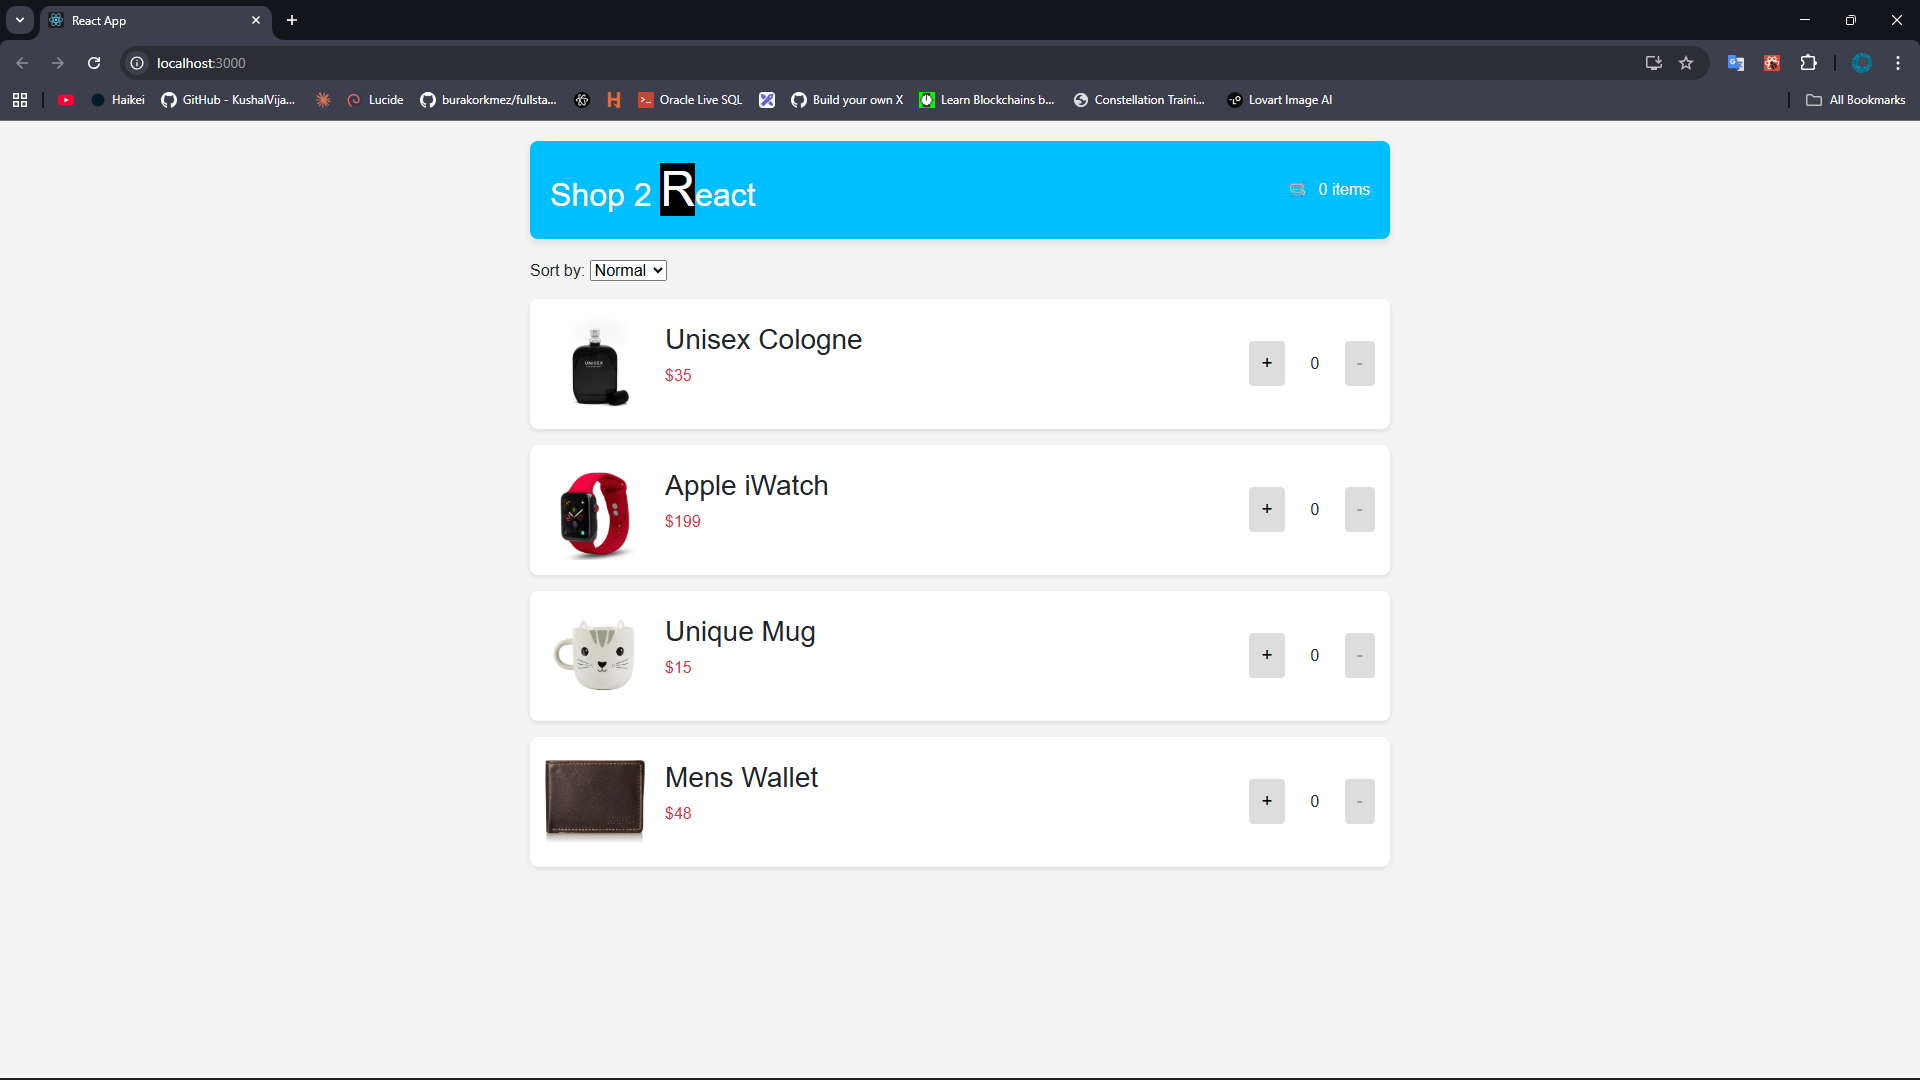 React App
localhost:3000
Haikei
GitHub - KushalVija...
Lucide
burakorkmez/fullsta...
Oracle Live SQL
Build your own X
Learn Blockchains b...
Constellation Traini...
Lovart Image AI
All Bookmarks
Shop 2 React
0 items
Sort by: Normal
UNISEX
Unisex Cologne
$35
+ 0 -
Apple iWatch
$199
+ 0 -
Unique Mug
$15
+ 0 -
Mens Wallet
$48
+ 0 -